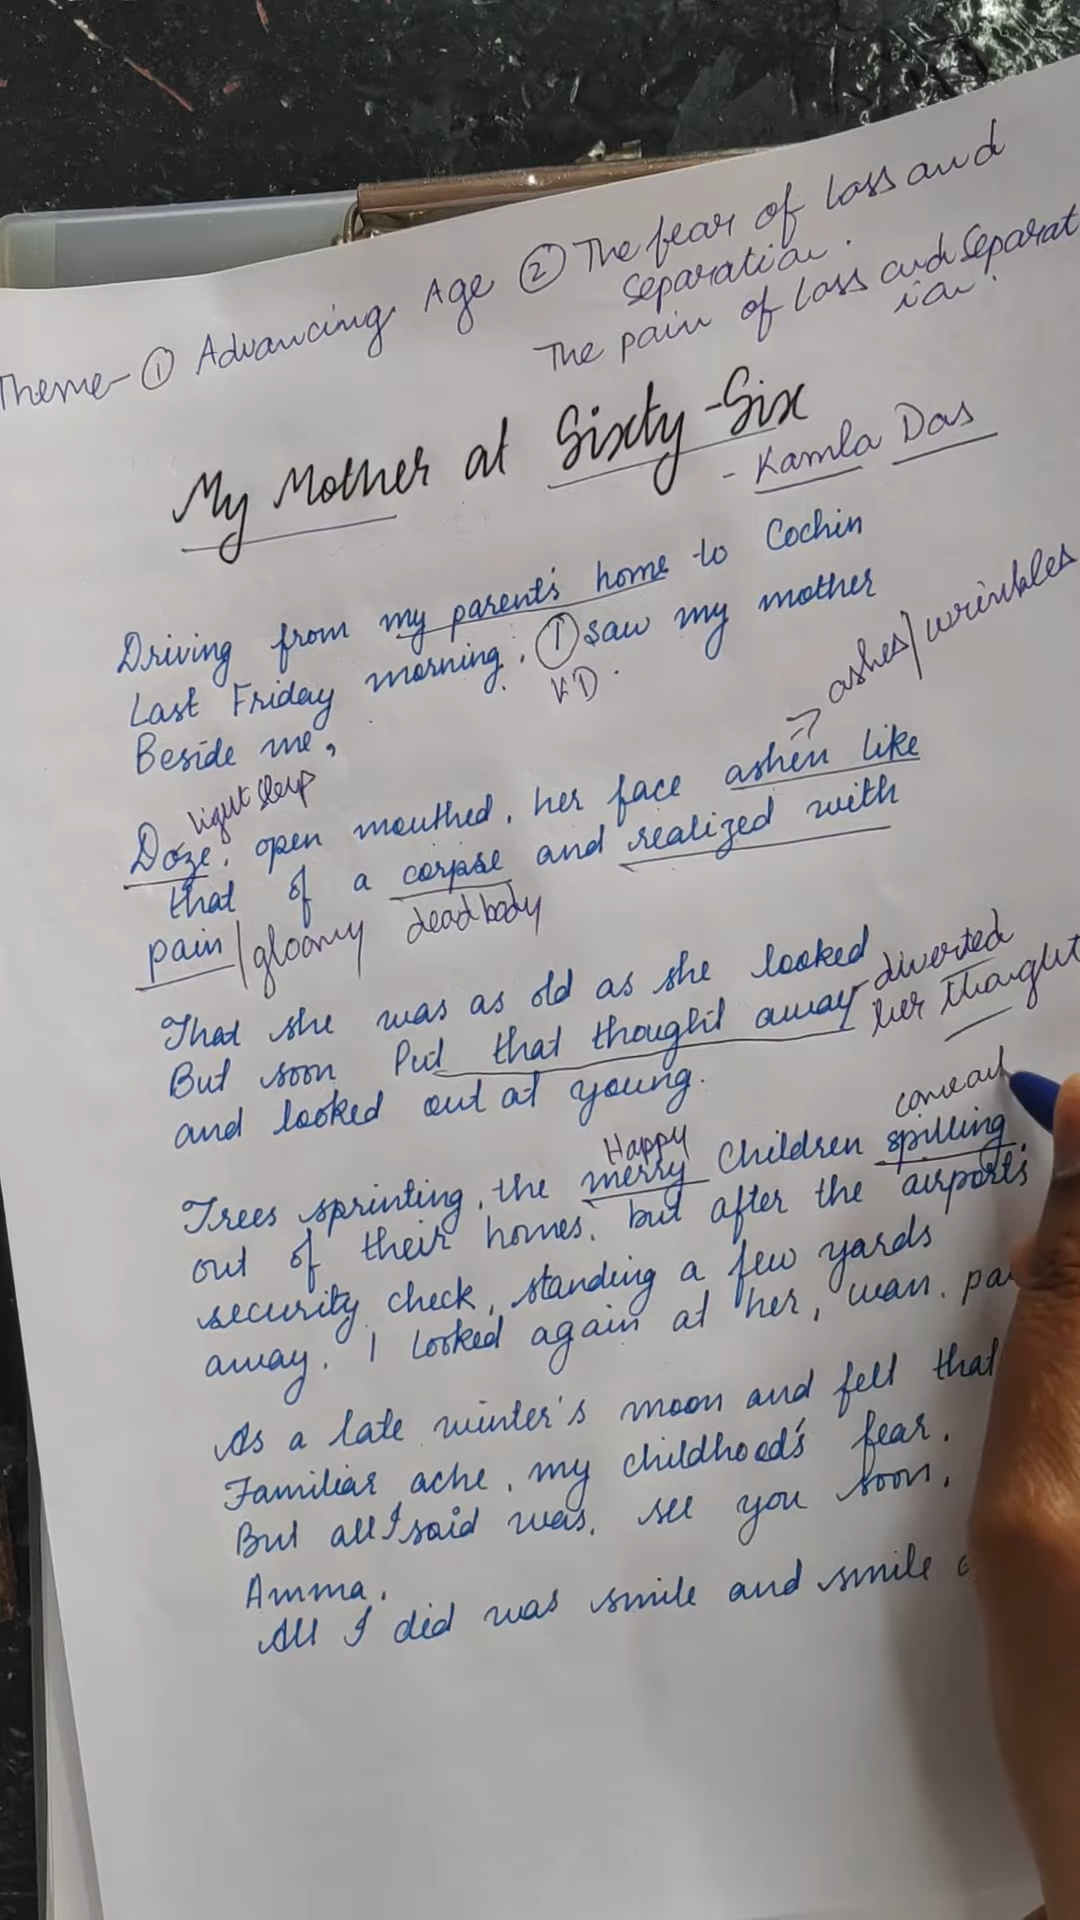 Theme- ① Advancing Age ② The fear of loss and
separation.
The pain of loss and separat
ion.
My Mother at Sixty-Six
- Kamla Das
Driving from my parent's home to Cochin
Last Friday morning, I saw my mother
KD
Beside me,
→ ashes/wrinkles
light sleep
Doze, open mouthed, her face ashen like
that of a corpse and realized with
pain/gloomy deadbody
That she was as old as she looked
But soon Put that thought away - diverted
her thought
and looked out at young.
Happy
come out
Trees sprinting, the merry children spilling
out of their homes, but after the airport's
security check, standing a few yards
away. I looked again at her, wan, pa
As a late winter's moon and felt that
Familiar ache, my childhood's fear,
But all I said was, see you soon,
Amma,
All I did was smile and smile